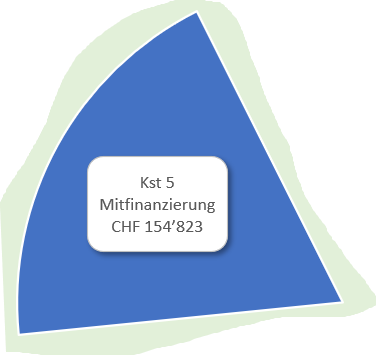 Kst 5
Mitfinanzierung
CHF 154’823